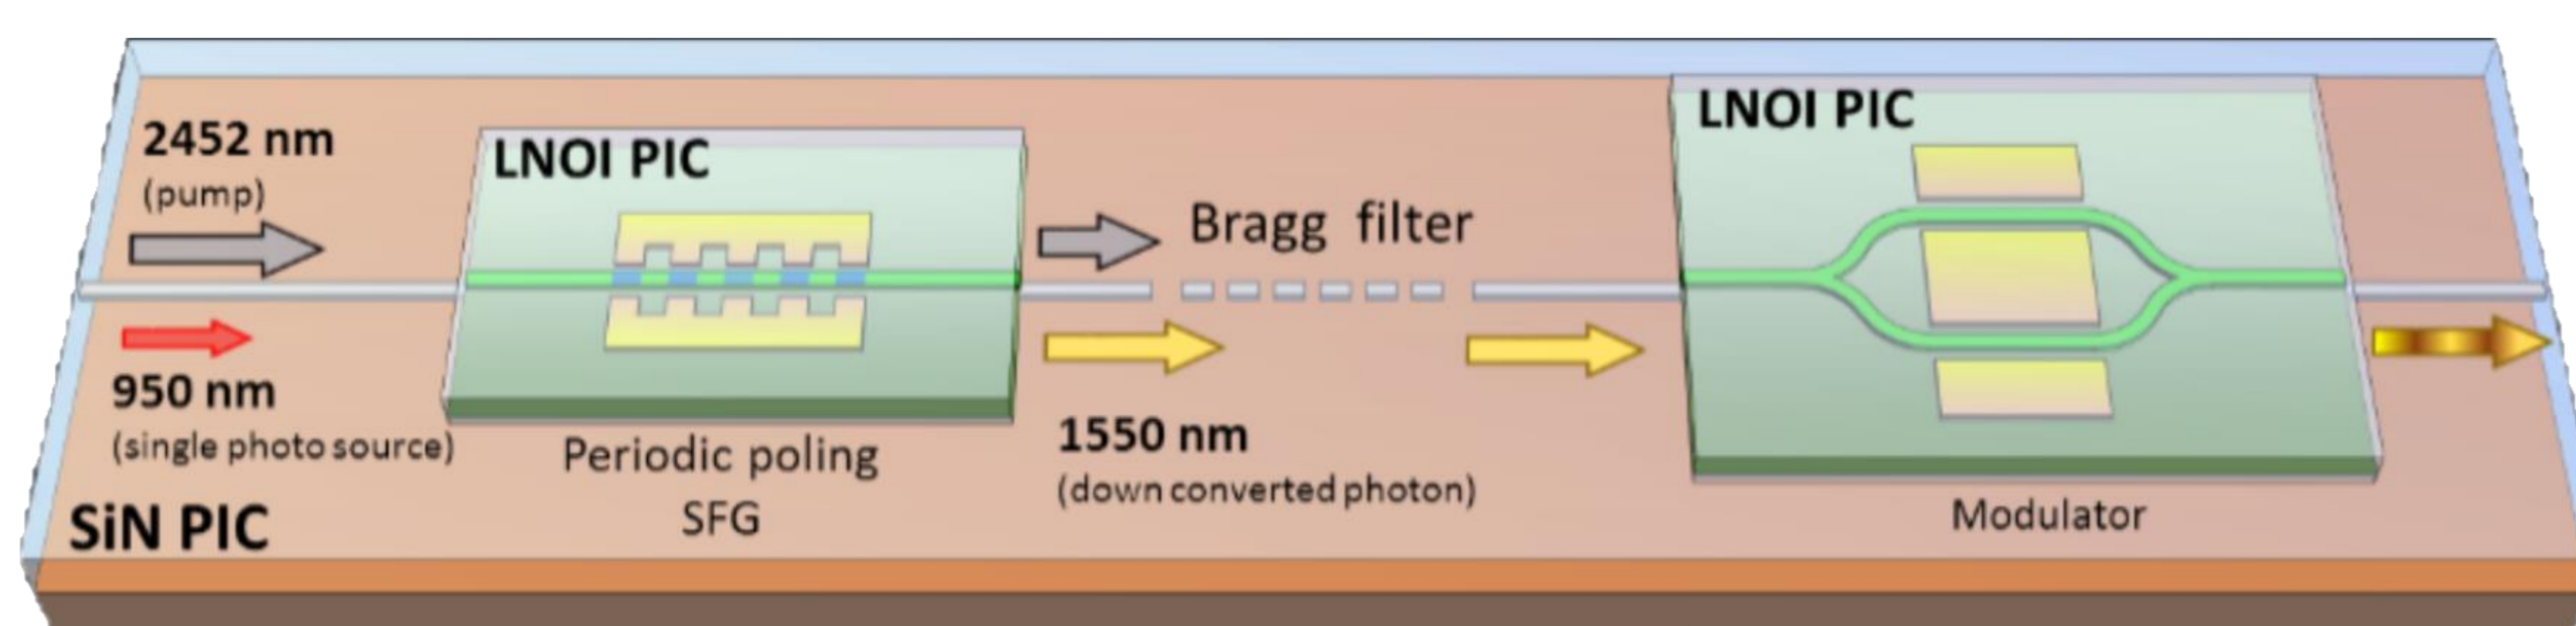 2452 nm
(pump)
950 nm
(single photo source)
SiN PIC
LNOI PIC
Periodic poling
SFG
Bragg filter
1550 nm
(down converted photon)
LNOI PIC
Modulator